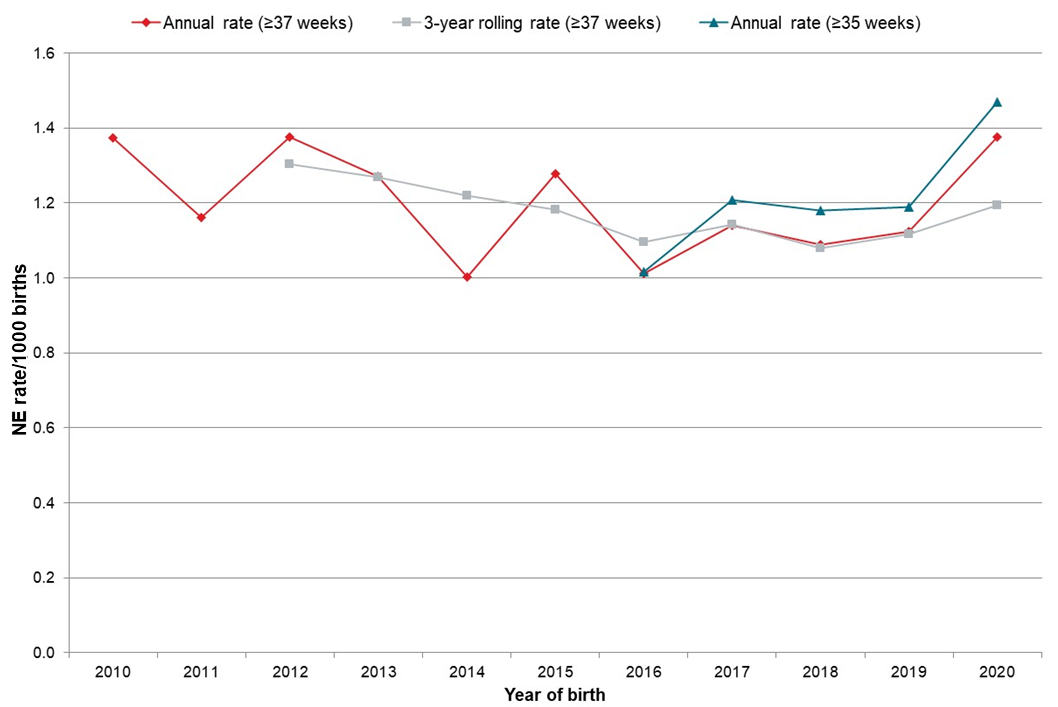 Annual rate (≥37 weeks) 3-year rolling rate (≥37 weeks) Annual rate (≥35 weeks)
1.6
1.4
1.2
1.0
0.8
0.6
0.4
0.2
0.0
NE rate/1000 births
2010 2011 2012 2013 2014 2015 2016 2017 2018 2019 2020
Year of birth